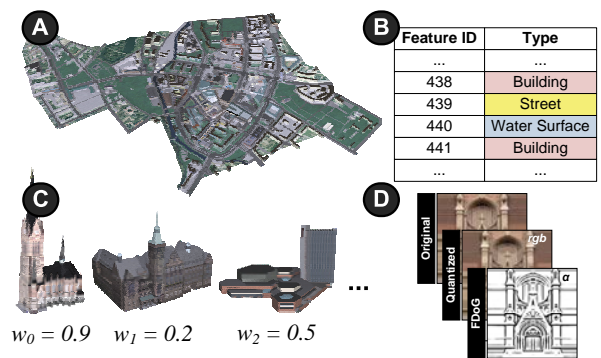 A
B
Feature ID Type
... ...
438 Building
439 Street
440 Water Surface
441 Building
... ...
C
...
w0 = 0.9 w1 = 0.2 w2 = 0.5
D
Original
Quantized
rgb
FDoG
α